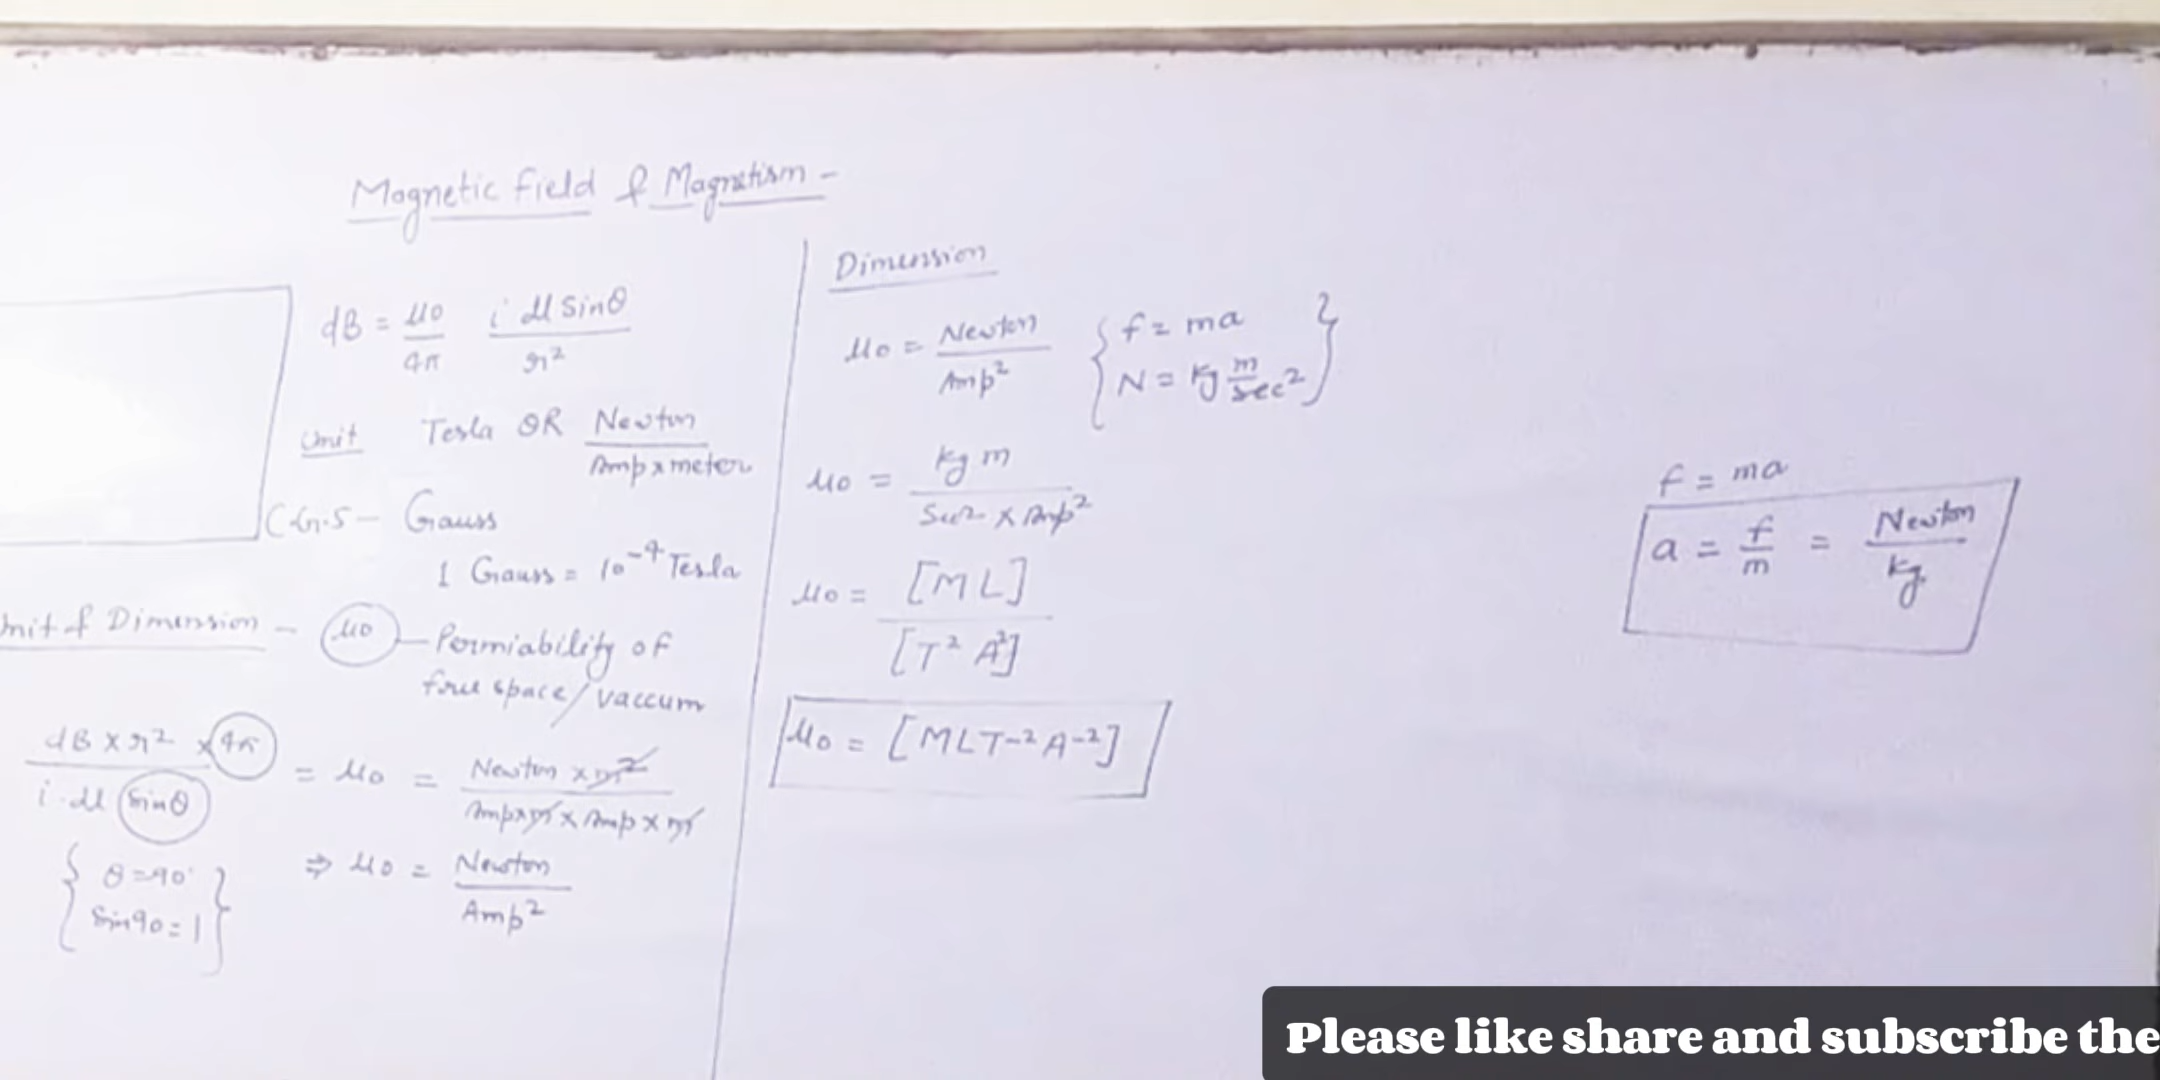 Magnetic field & Magnetism -
dB = μ0/4π i dl Sinθ/r²
Unit Tesla OR Newton/Amp x meter
C.G.S - Gauss
1 Gauss = 10⁻⁴ Tesla
Unit & Dimension - μ0 - Permiability of
free space/vaccum
dB x r² x 4π / i.dl Sinθ = μ0 = Newton x m² / Amp x m x Amp x m
{ θ = 90°
Sin90 = 1 }
⇒ μ0 = Newton/Amp²
Dimension
μ0 = Newton/Amp² { f = ma
N = kg m/sec² }
μ0 = kg m / Sec² x Amp²
μ0 = [ML] / [T² A²]
μ0 = [MLT⁻²A⁻²]
f = ma
a = f/m = Newton/kg
Please like share and subscribe the